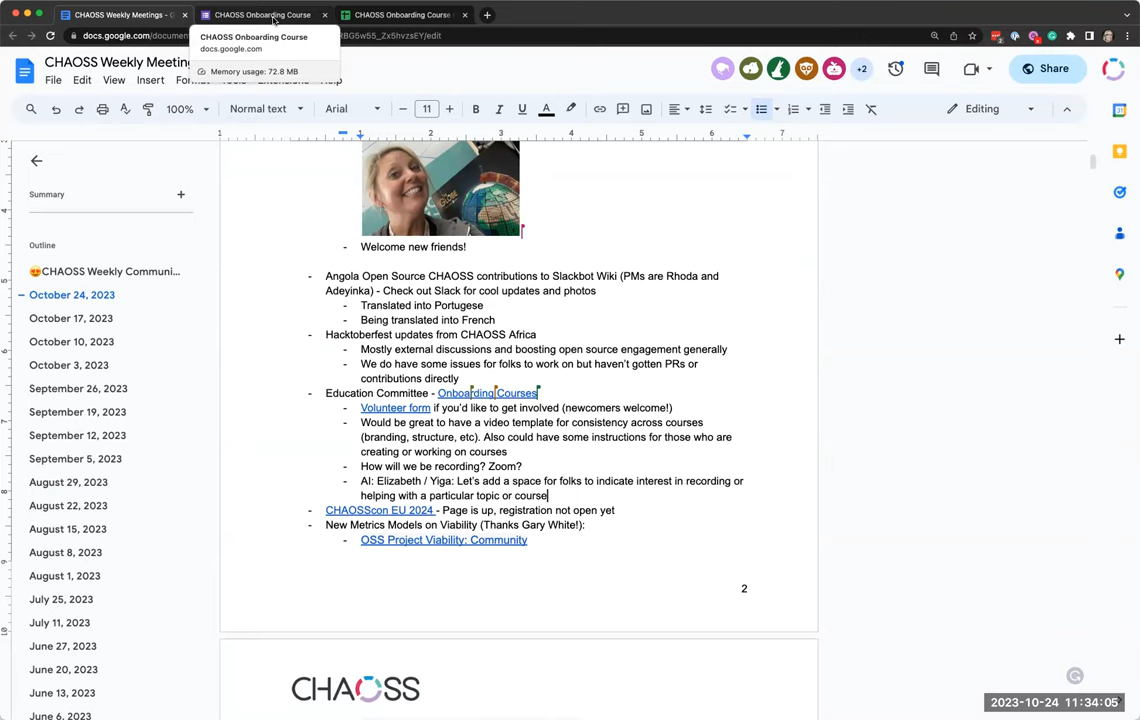 CHAOSS Weekly Meetings - (
CHAOSS Onboarding Course
CHAOSS Onboarding Course
docs.google.com/documen
RBG5w55_Zx5hvzsEY/edit
CHAOSS Onboarding Course
docs.google.com
Memory usage: 72.8 MB
CHAOSS Weekly Meeting
File Edit View Insert Help
+2
Share
100%
Normal text
Arial
11
B I U A
Editing
1 1 2 3 4 5 6 7
Summary
Outline
😍CHAOSS Weekly Communi...
October 24, 2023
October 17, 2023
October 10, 2023
October 3, 2023
September 26, 2023
September 19, 2023
September 12, 2023
September 5, 2023
August 29, 2023
August 22, 2023
August 15, 2023
August 8, 2023
August 1, 2023
July 25, 2023
July 11, 2023
June 27, 2023
June 20, 2023
June 13, 2023
June 6, 2023
- Welcome new friends!
- Angola Open Source CHAOSS contributions to Slackbot Wiki (PMs are Rhoda and
Adeyinka) - Check out Slack for cool updates and photos
- Translated into Portugese
- Being translated into French
- Hacktoberfest updates from CHAOSS Africa
- Mostly external discussions and boosting open source engagement generally
- We do have some issues for folks to work on but haven't gotten PRs or
contributions directly
- Education Committee - Onboarding Courses
- Volunteer form if you'd like to get involved (newcomers welcome!)
- Would be great to have a video template for consistency across courses
(branding, structure, etc). Also could have some instructions for those who are
creating or working on courses
- How will we be recording? Zoom?
- AI: Elizabeth / Yiga: Let's add a space for folks to indicate interest in recording or
helping with a particular topic or course
- CHAOSScon EU 2024 - Page is up, registration not open yet
- New Metrics Models on Viability (Thanks Gary White!):
- OSS Project Viability: Community
2
CHAOSS
2023-10-24 11:34:05